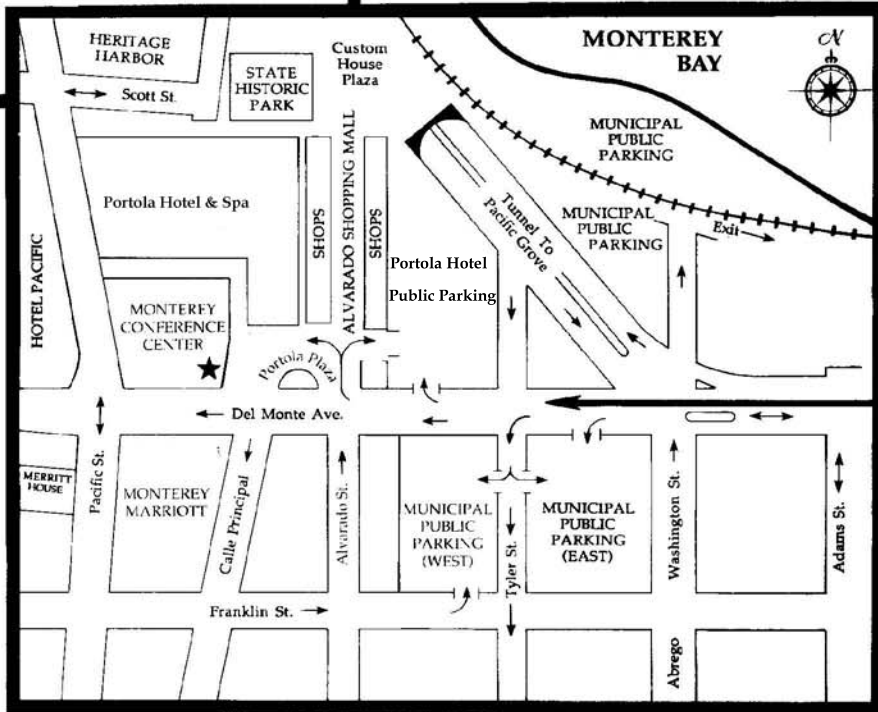 HERITAGE
HARBOR
Scott St.
STATE
HISTORIC
PARK
Custom
House
Plaza
MONTEREY
BAY
N
MUNICIPAL
PUBLIC
PARKING
Portola Hotel & Spa
SHOPS
ALVARADO SHOPPING MALL
SHOPS
Tunnel To
Pacific Grove
MUNICIPAL
PUBLIC
PARKING
Exit
HOTEL PACIFIC
Portola Hotel
Public Parking
MONTEREY
CONFERENCE
CENTER
Portola Plaza
Del Monte Ave.
MERRITT
HOUSE
Pacific St.
MONTEREY
MARRIOTT
Calle Principal
Alvarado St.
MUNICIPAL
PUBLIC
PARKING
(WEST)
Tyler St.
MUNICIPAL
PUBLIC
PARKING
(EAST)
Washington St.
Adams St.
Franklin St.
Abrego